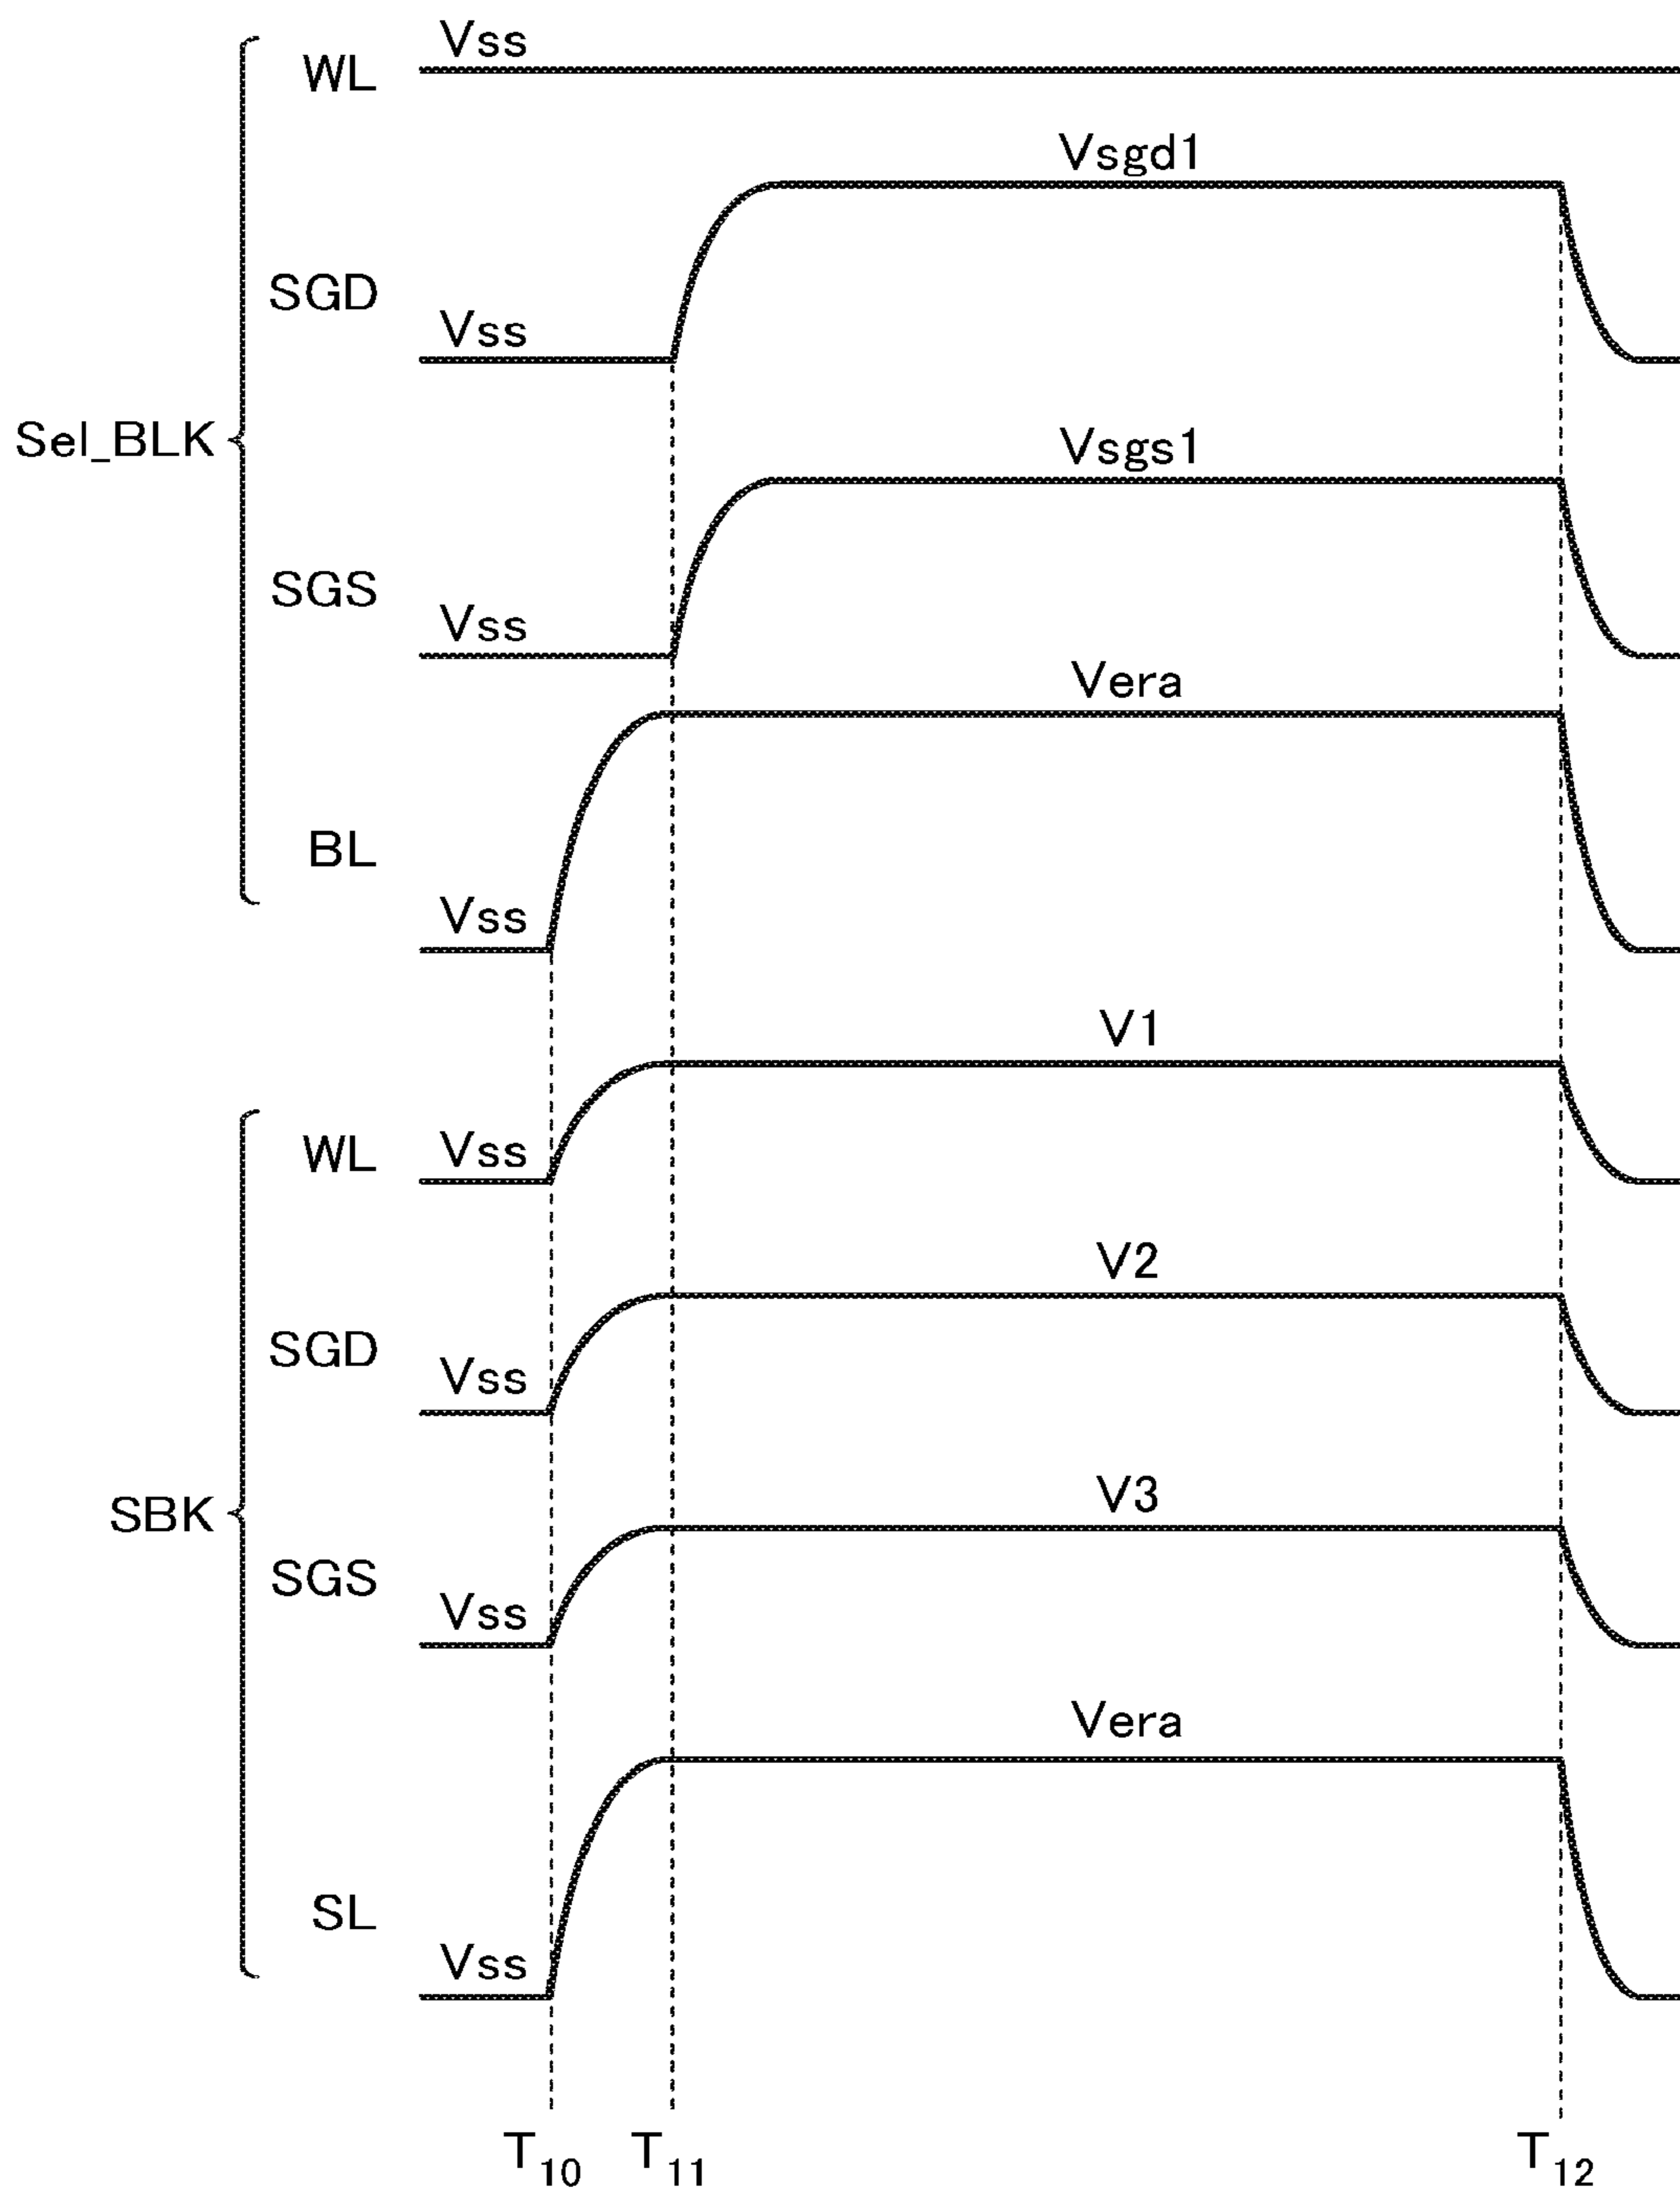 Vss
WL
Vsgd1
SGD
Vss
Sel_BLK
Vsgs1
SGS
Vss
Vera
BL
Vss
V1
WL
Vss
V2
SGD
Vss
V3
SBK
SGS
Vss
Vera
SL
Vss
T10 T11 T12